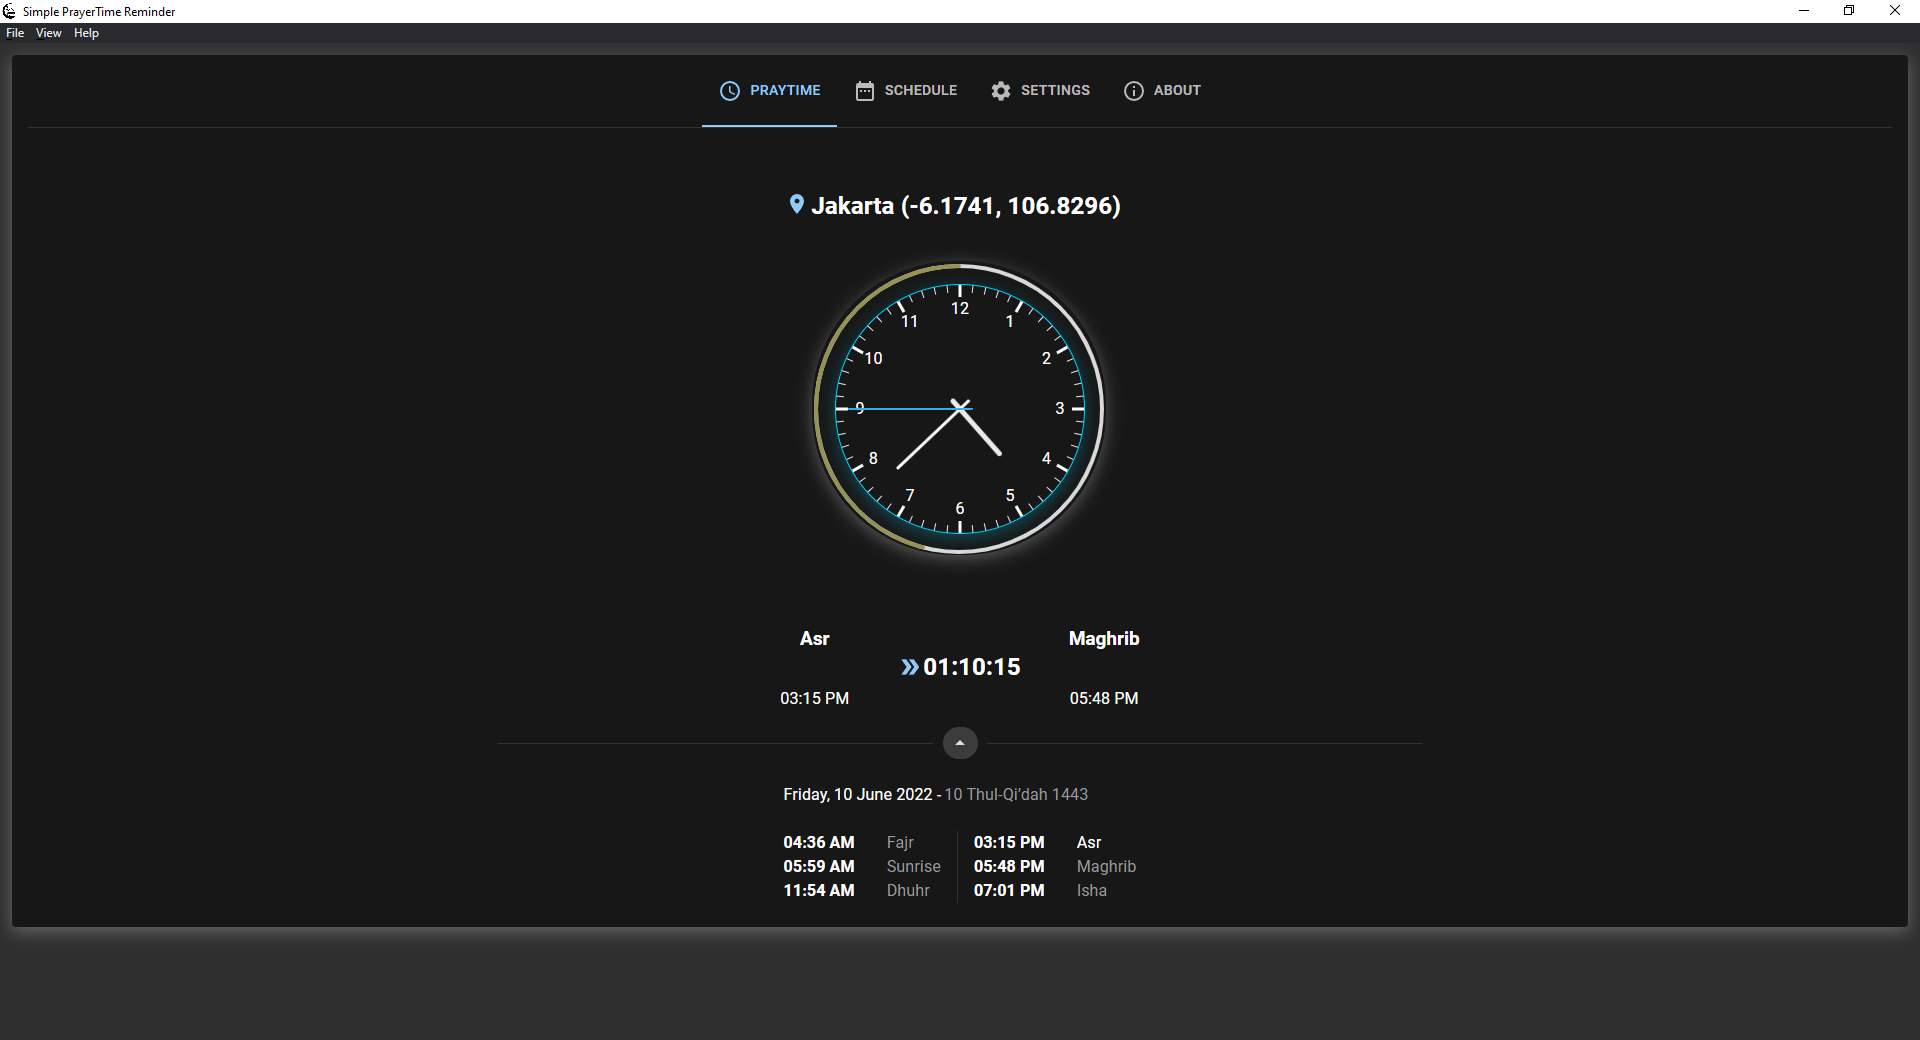 Simple PrayerTime Reminder
File View Help
PRAYTIME SCHEDULE SETTINGS ABOUT
Jakarta (-6.1741, 106.8296)
12
11 1
10 2
9 3
8 4
7 5
6
Asr Maghrib
01:10:15
03:15 PM 05:48 PM
Friday, 10 June 2022 - 10 Thul-Qi’dah 1443
04:36 AM Fajr 03:15 PM Asr
05:59 AM Sunrise 05:48 PM Maghrib
11:54 AM Dhuhr 07:01 PM Isha